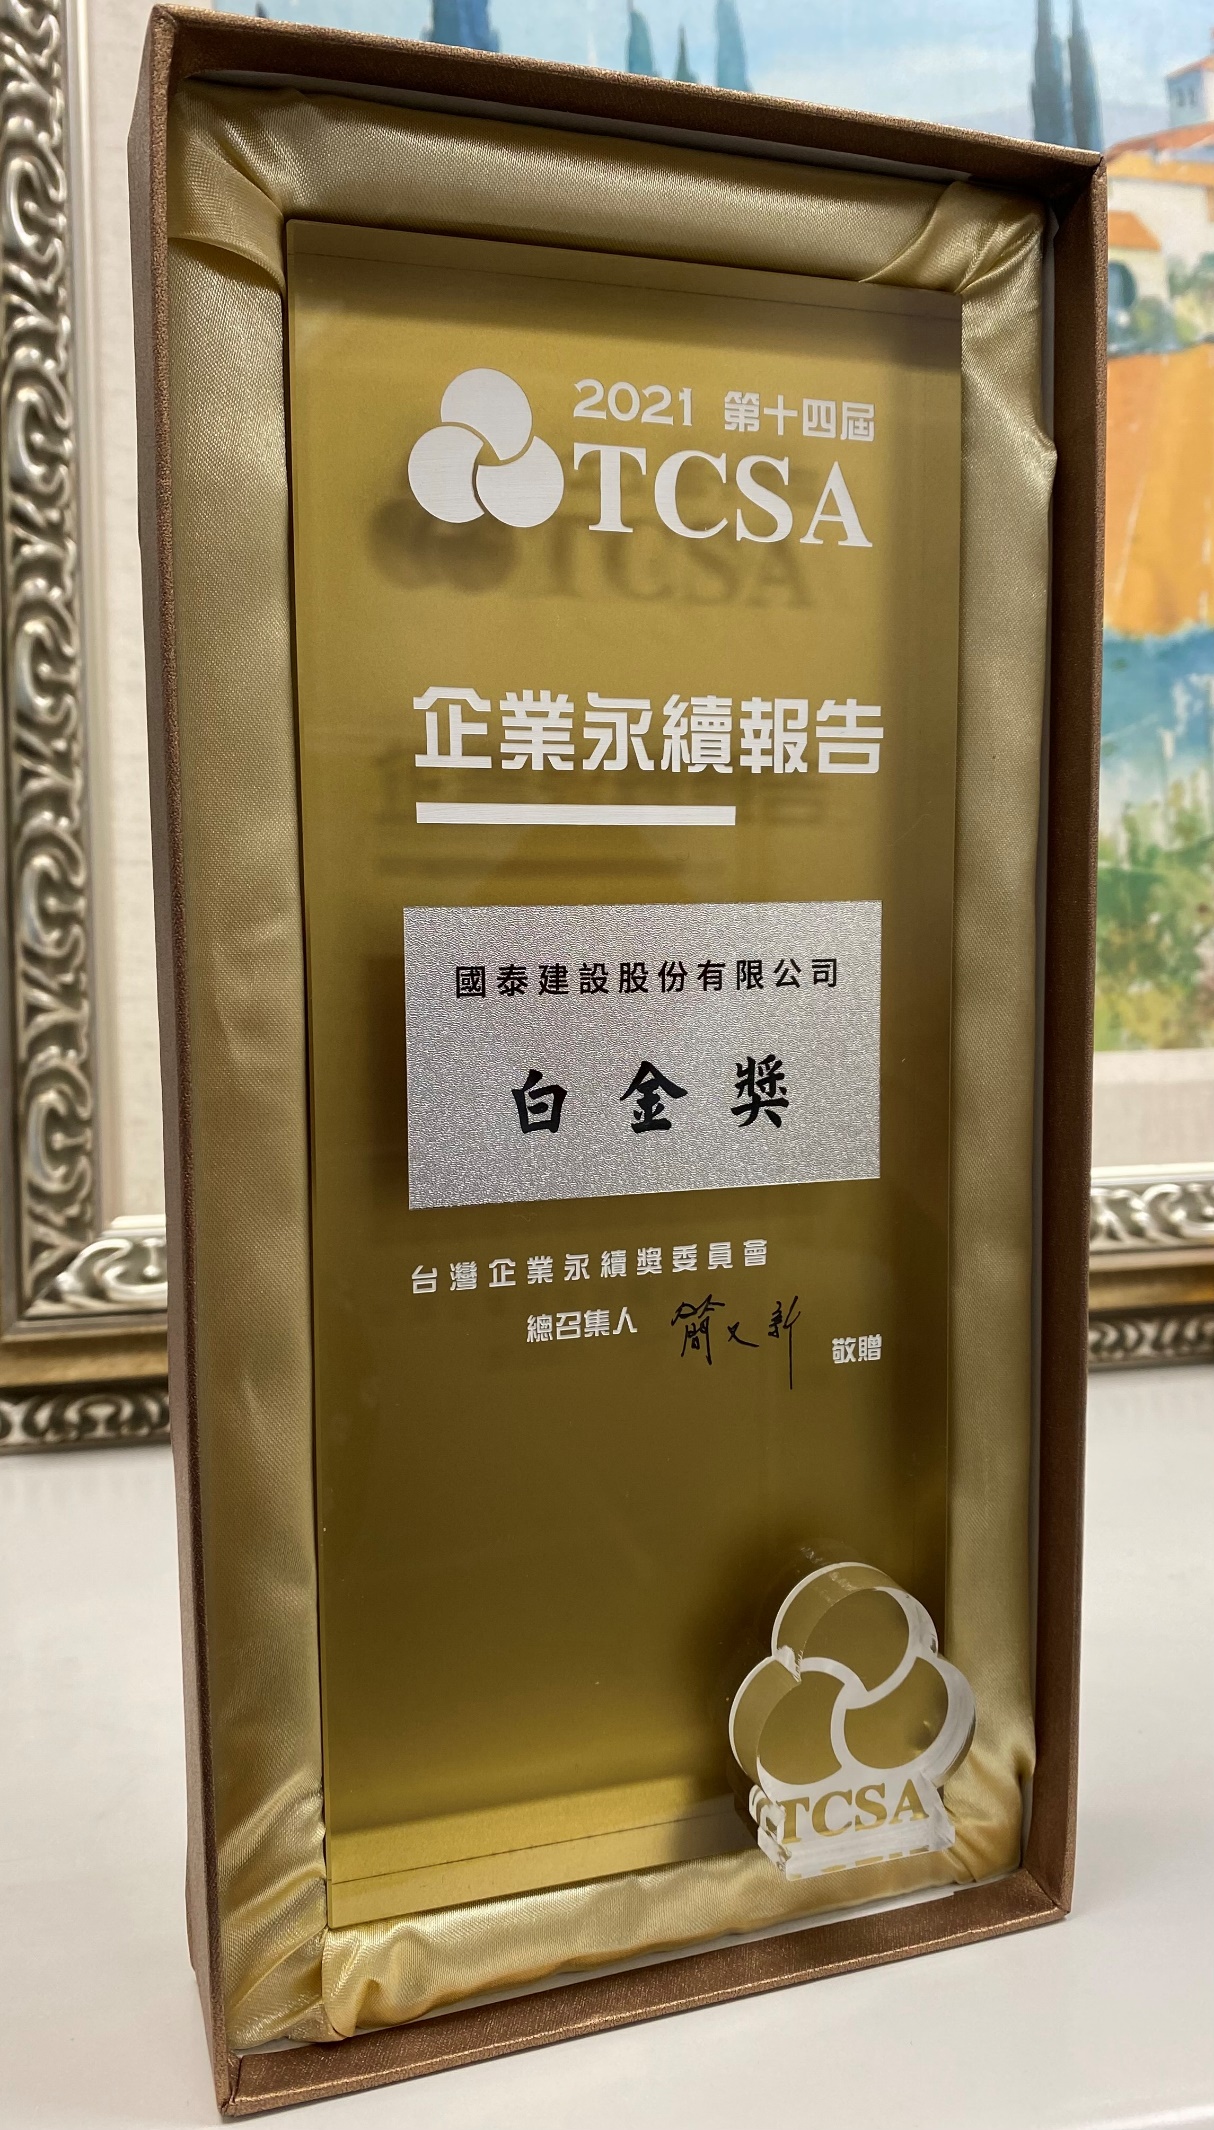 2021 第十四屆
TCSA
企業永續報告
國泰建設股份有限公司
白金獎
台灣企業永續獎委員會
總召集人 簡又新 敬贈
TCSA